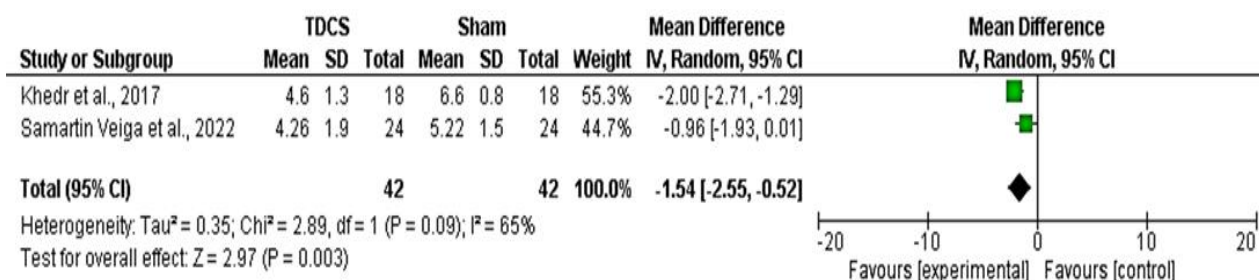 TDCS Sham Mean Difference Mean Difference
Study or Subgroup Mean SD Total Mean SD Total Weight IV, Random, 95% CI IV, Random, 95% CI
Khedr et al., 2017 4.6 1.3 18 6.6 0.8 18 55.3% -2.00 [-2.71, -1.29]
Samartin Veiga et al., 2022 4.26 1.9 24 5.22 1.5 24 44.7% -0.96 [-1.93, 0.01]
Total (95% CI) 42 42 100.0% -1.54 [-2.55, -0.52]
Heterogeneity: Tau² = 0.35; Chi² = 2.89, df = 1 (P = 0.09); I² = 65%
Test for overall effect: Z = 2.97 (P = 0.003)
-20 -10 0 10 20
Favours [experimental] Favours [control]